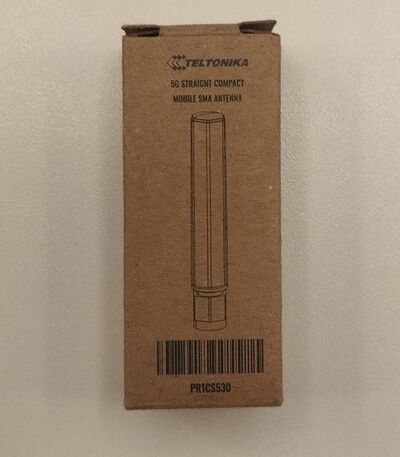 TELTONIKA
5G STRAIGHT COMPACT
MOBILE SMA ANTENNA
PR1CS530